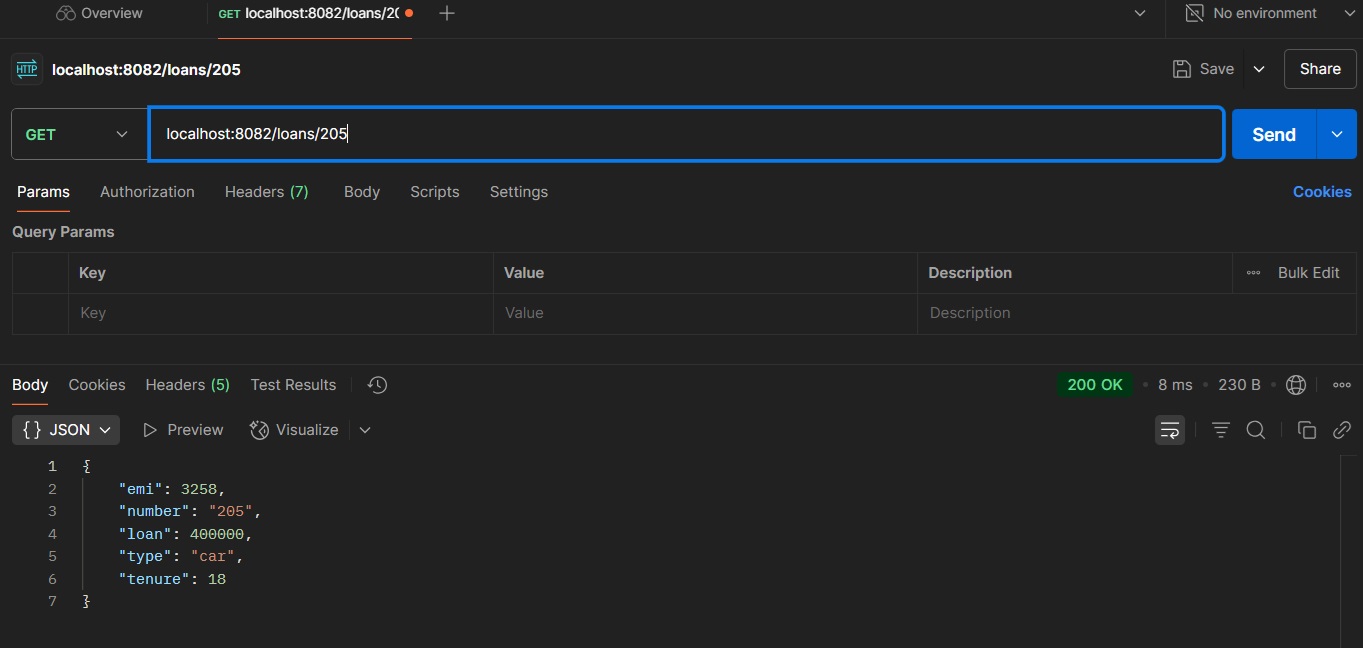 Overview GET localhost:8082/loans/2( No environment
HTTP localhost:8082/loans/205 Save Share
GET localhost:8082/loans/205 Send
Params Authorization Headers (7) Body Scripts Settings Cookies
Query Params
Key Value Description Bulk Edit
Key Value Description
Body Cookies Headers (5) Test Results 200 OK • 8 ms • 230 B •
{} JSON Preview Visualize
1 {
2 "emi": 3258,
3 "number": "205",
4 "loan": 400000,
5 "type": "car",
6 "tenure": 18
7 }